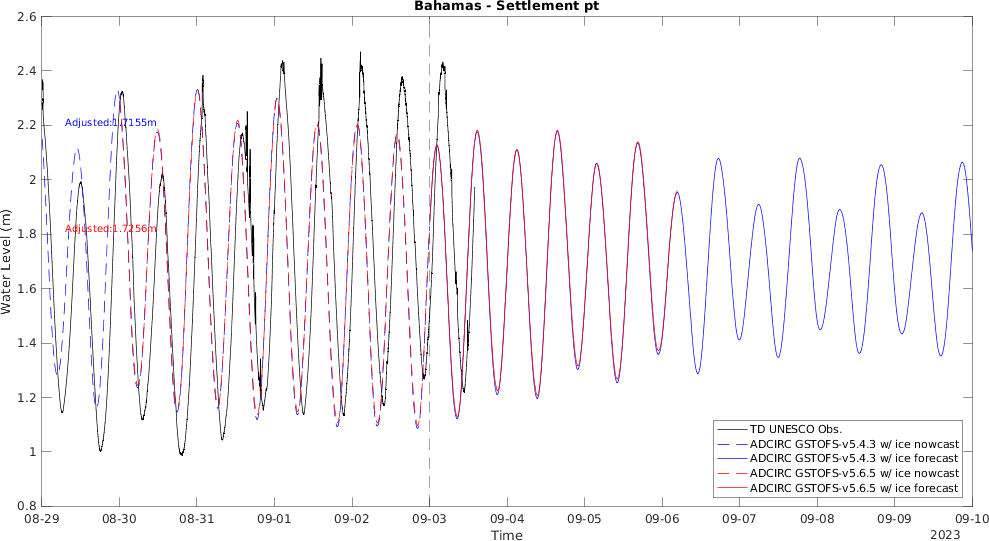 Bahamas - Settlement pt
2.6
2.4
2.2
2
1.8
1.6
1.4
1.2
1
0.8
Water Level (m)
Adjusted:1.7155m
Adjusted:1.7256m
TD UNESCO Obs.
ADCIRC GSTOFS-v5.4.3 w/ ice nowcast
ADCIRC GSTOFS-v5.4.3 w/ ice forecast
ADCIRC GSTOFS-v5.6.5 w/ ice nowcast
ADCIRC GSTOFS-v5.6.5 w/ ice forecast
08-29 08-30 08-31 09-01 09-02 09-03 09-04 09-05 09-06 09-07 09-08 09-09 09-10
Time
2023